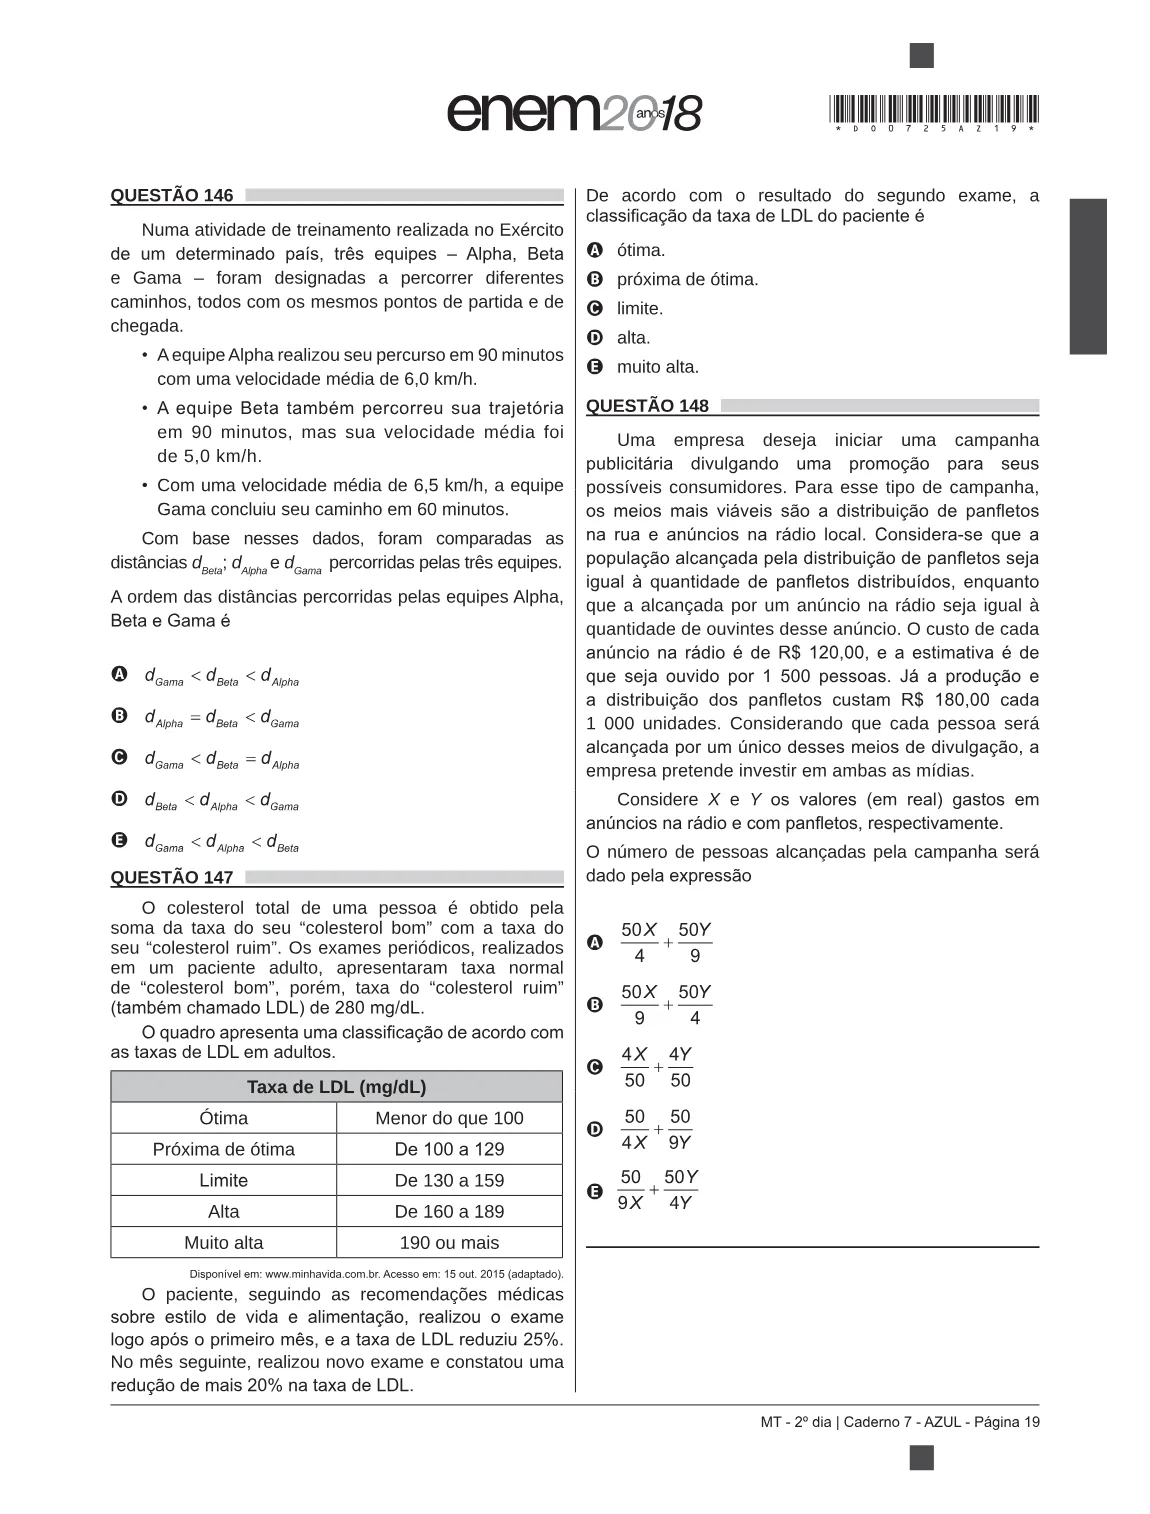 enem2018
anos
* D 0 0 7 2 5 A Z 1 9 *
QUESTÃO 146
Numa atividade de treinamento realizada no Exército
de um determinado país, três equipes – Alpha, Beta
e Gama – foram designadas a percorrer diferentes
caminhos, todos com os mesmos pontos de partida e de
chegada.
• A equipe Alpha realizou seu percurso em 90 minutos
com uma velocidade média de 6,0 km/h.
• A equipe Beta também percorreu sua trajetória
em 90 minutos, mas sua velocidade média foi
de 5,0 km/h.
• Com uma velocidade média de 6,5 km/h, a equipe
Gama concluiu seu caminho em 60 minutos.
Com base nesses dados, foram comparadas as
distâncias d_Beta; d_Alpha e d_Gama percorridas pelas três equipes.
A ordem das distâncias percorridas pelas equipes Alpha,
Beta e Gama é
A d_Gama < d_Beta < d_Alpha
B d_Alpha = d_Beta < d_Gama
C d_Gama < d_Beta = d_Alpha
D d_Beta < d_Alpha < d_Gama
E d_Gama < d_Alpha < d_Beta
QUESTÃO 147
O colesterol total de uma pessoa é obtido pela
soma da taxa do seu “colesterol bom” com a taxa do
seu “colesterol ruim”. Os exames periódicos, realizados
em um paciente adulto, apresentaram taxa normal
de “colesterol bom”, porém, taxa do “colesterol ruim”
(também chamado LDL) de 280 mg/dL.
O quadro apresenta uma classificação de acordo com
as taxas de LDL em adultos.
Taxa de LDL (mg/dL)
Ótima Menor do que 100
Próxima de ótima De 100 a 129
Limite De 130 a 159
Alta De 160 a 189
Muito alta 190 ou mais
Disponível em: www.minhavida.com.br. Acesso em: 15 out. 2015 (adaptado).
O paciente, seguindo as recomendações médicas
sobre estilo de vida e alimentação, realizou o exame
logo após o primeiro mês, e a taxa de LDL reduziu 25%.
No mês seguinte, realizou novo exame e constatou uma
redução de mais 20% na taxa de LDL.
De acordo com o resultado do segundo exame, a
classificação da taxa de LDL do paciente é
A ótima.
B próxima de ótima.
C limite.
D alta.
E muito alta.
QUESTÃO 148
Uma empresa deseja iniciar uma campanha
publicitária divulgando uma promoção para seus
possíveis consumidores. Para esse tipo de campanha,
os meios mais viáveis são a distribuição de panfletos
na rua e anúncios na rádio local. Considera-se que a
população alcançada pela distribuição de panfletos seja
igual à quantidade de panfletos distribuídos, enquanto
que a alcançada por um anúncio na rádio seja igual à
quantidade de ouvintes desse anúncio. O custo de cada
anúncio na rádio é de R$ 120,00, e a estimativa é de
que seja ouvido por 1 500 pessoas. Já a produção e
a distribuição dos panfletos custam R$ 180,00 cada
1 000 unidades. Considerando que cada pessoa será
alcançada por um único desses meios de divulgação, a
empresa pretende investir em ambas as mídias.
Considere X e Y os valores (em real) gastos em
anúncios na rádio e com panfletos, respectivamente.
O número de pessoas alcançadas pela campanha será
dado pela expressão
A 50X/4 + 50Y/9
B 50X/9 + 50Y/4
C 4X/50 + 4Y/50
D 50/4X + 50/9Y
E 50/9X + 50Y/4Y
MT - 2º dia | Caderno 7 - AZUL - Página 19